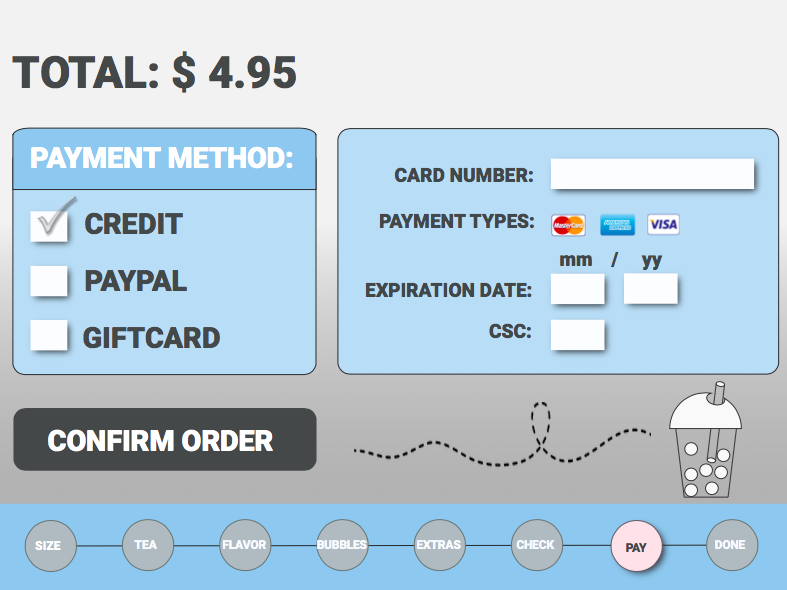 TOTAL: $ 4.95
PAYMENT METHOD:
CREDIT
PAYPAL
GIFTCARD
CARD NUMBER:
PAYMENT TYPES:
MasterCard
AMERICAN EXPRESS
VISA
mm / yy
EXPIRATION DATE:
CSC:
CONFIRM ORDER
SIZE
TEA
FLAVOR
BUBBLES
EXTRAS
CHECK
PAY
DONE